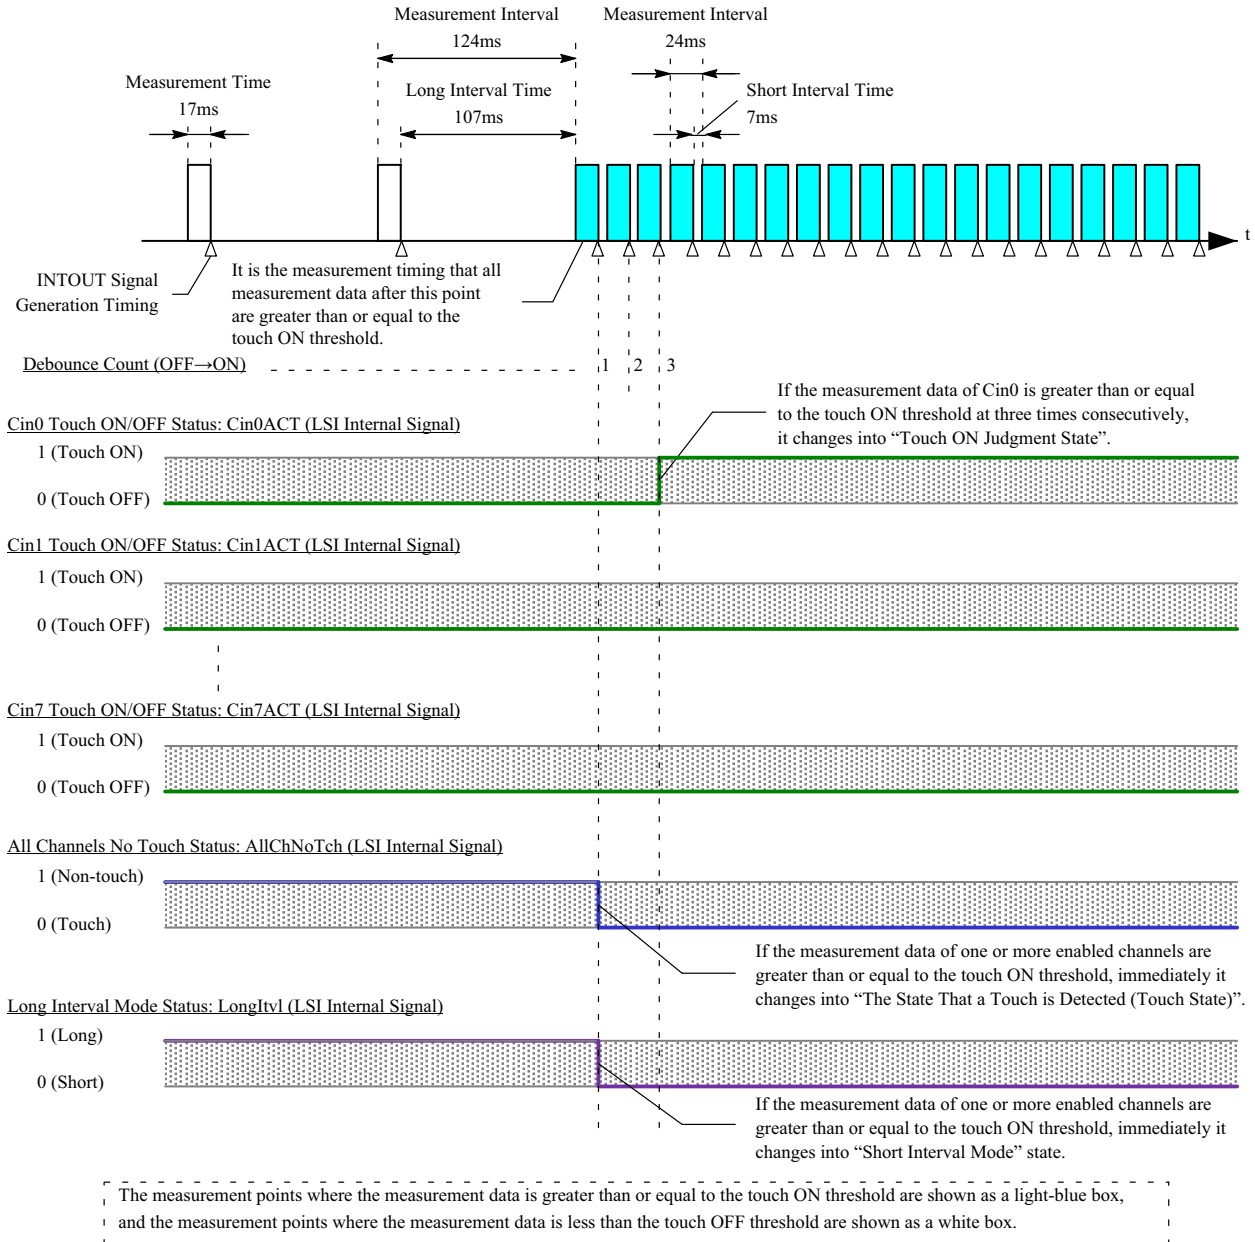 Measurement Interval
124ms
Measurement Interval
24ms
Measurement Time
17ms
Long Interval Time
107ms
Short Interval Time
7ms
t
INTOUT Signal
Generation Timing
It is the measurement timing that all
measurement data after this point
are greater than or equal to the
touch ON threshold.
Debounce Count (OFF→ON)
1
2
3
If the measurement data of Cin0 is greater than or equal
to the touch ON threshold at three times consecutively,
it changes into “Touch ON Judgment State”.
Cin0 Touch ON/OFF Status: Cin0ACT (LSI Internal Signal)
1 (Touch ON)
0 (Touch OFF)
Cin1 Touch ON/OFF Status: Cin1ACT (LSI Internal Signal)
1 (Touch ON)
0 (Touch OFF)
Cin7 Touch ON/OFF Status: Cin7ACT (LSI Internal Signal)
1 (Touch ON)
0 (Touch OFF)
All Channels No Touch Status: AllChNoTch (LSI Internal Signal)
1 (Non-touch)
0 (Touch)
If the measurement data of one or more enabled channels are
greater than or equal to the touch ON threshold, immediately it
changes into “The State That a Touch is Detected (Touch State)”.
Long Interval Mode Status: LongItvl (LSI Internal Signal)
1 (Long)
0 (Short)
If the measurement data of one or more enabled channels are
greater than or equal to the touch ON threshold, immediately it
changes into “Short Interval Mode” state.
The measurement points where the measurement data is greater than or equal to the touch ON threshold are shown as a light-blue box,
and the measurement points where the measurement data is less than the touch OFF threshold are shown as a white box.